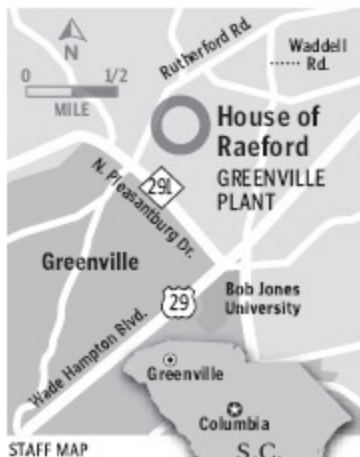 N
0 1/2
MILE
Rutherford Rd.
Waddell
Rd.
House of
Raeford
GREENVILLE
PLANT
291
N. Pleasantburg Dr.
Greenville
29
Bob Jones
University
Wade Hampton Blvd.
Greenville
Columbia
S.C.
STAFF MAP